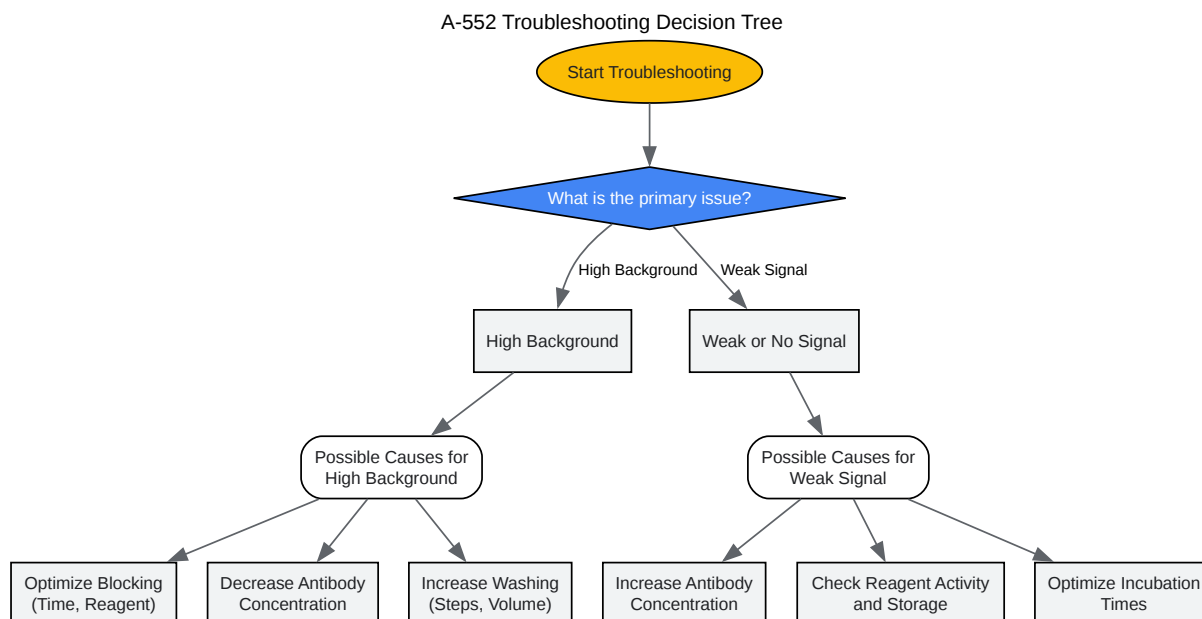 A-552 Troubleshooting Decision Tree
Start Troubleshooting
What is the primary issue?
High Background
Weak Signal
High Background
Weak or No Signal
Possible Causes for
High Background
Possible Causes for
Weak Signal
Optimize Blocking
(Time, Reagent)
Decrease Antibody
Concentration
Increase Washing
(Steps, Volume)
Increase Antibody
Concentration
Check Reagent Activity
and Storage
Optimize Incubation
Times